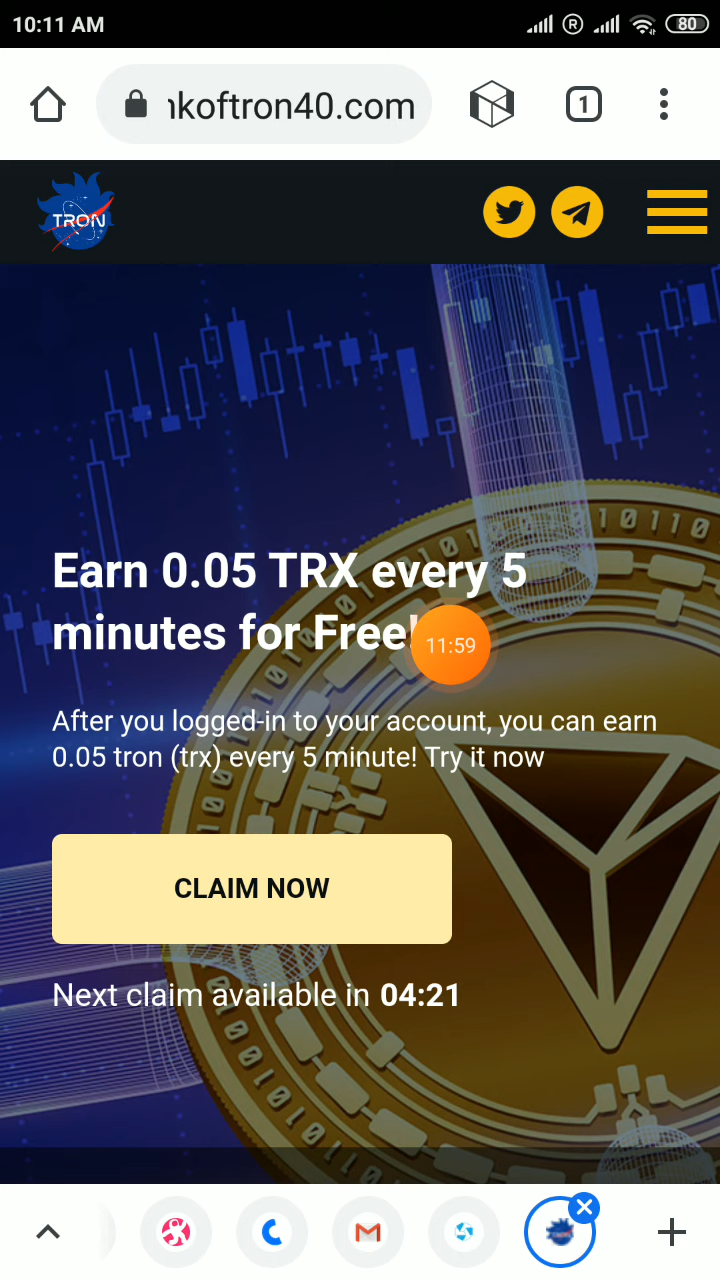 10:11 AM
R
80
nkoftron40.com
1
TRON
Earn 0.05 TRX every 5
minutes for Free!
11:59
After you logged-in to your account, you can earn
0.05 tron (trx) every 5 minute! Try it now
CLAIM NOW
Next claim available in 04:21